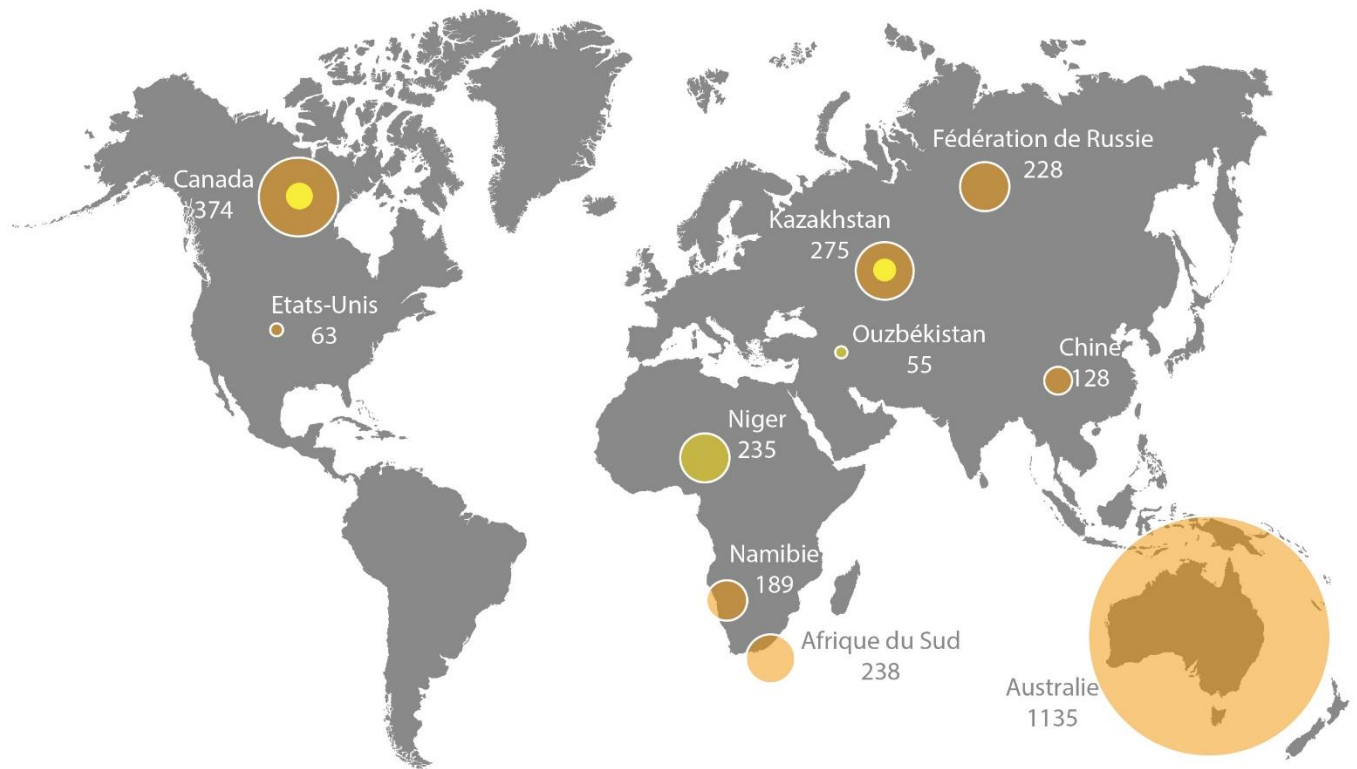 Canada
374
Etats-Unis
63
Fédération de Russie
228
Kazakhstan
275
Ouzbékistan
55
Chine
128
Niger
235
Namibie
189
Afrique du Sud
238
Australie
1135